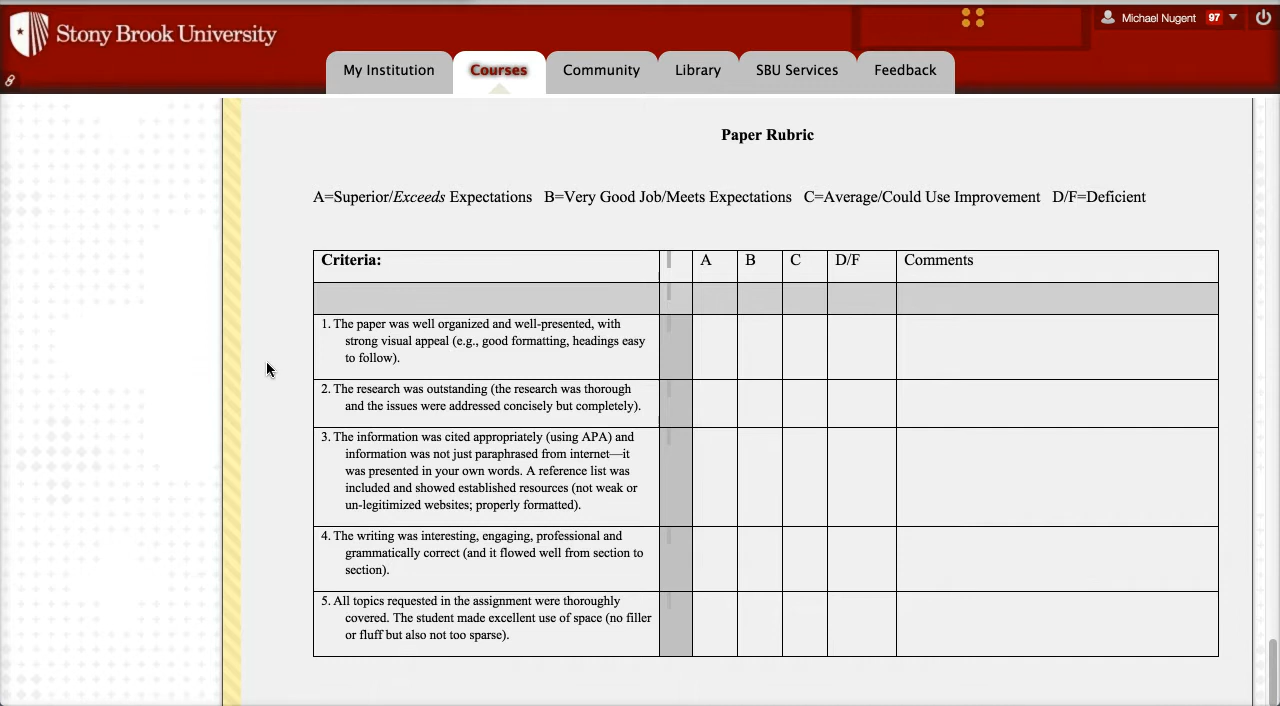 Stony Brook University
Michael Nugent 97
My Institution Courses Community Library SBU Services Feedback
Paper Rubric
A=Superior/Exceeds Expectations B=Very Good Job/Meets Expectations C=Average/Could Use Improvement D/F=Deficient
Criteria: A B C D/F Comments
1. The paper was well organized and well-presented, with
strong visual appeal (e.g., good formatting, headings easy
to follow).
2. The research was outstanding (the research was thorough
and the issues were addressed concisely but completely).
3. The information was cited appropriately (using APA) and
information was not just paraphrased from internet—it
was presented in your own words. A reference list was
included and showed established resources (not weak or
un-legitimized websites; properly formatted).
4. The writing was interesting, engaging, professional and
grammatically correct (and it flowed well from section to
section).
5. All topics requested in the assignment were thoroughly
covered. The student made excellent use of space (no filler
or fluff but also not too sparse).